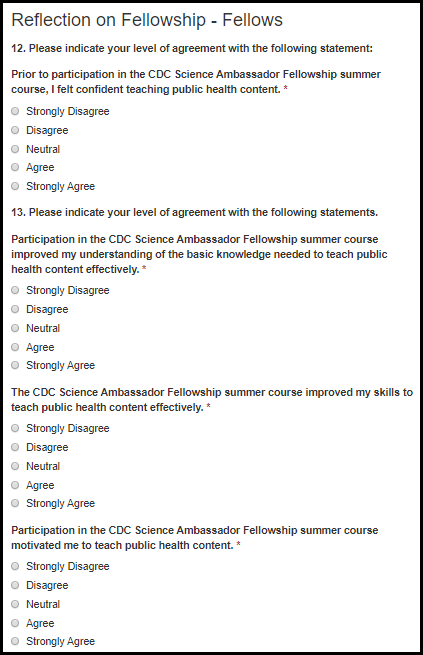 Reflection on Fellowship - Fellows
12. Please indicate your level of agreement with the following statement:
Prior to participation in the CDC Science Ambassador Fellowship summer
course, I felt confident teaching public health content. *
Strongly Disagree
Disagree
Neutral
Agree
Strongly Agree
13. Please indicate your level of agreement with the following statements.
Participation in the CDC Science Ambassador Fellowship summer course
improved my understanding of the basic knowledge needed to teach public
health content effectively. *
Strongly Disagree
Disagree
Neutral
Agree
Strongly Agree
The CDC Science Ambassador Fellowship summer course improved my skills to
teach public health content effectively. *
Strongly Disagree
Disagree
Neutral
Agree
Strongly Agree
Participation in the CDC Science Ambassador Fellowship summer course
motivated me to teach public health content. *
Strongly Disagree
Disagree
Neutral
Agree
Strongly Agree